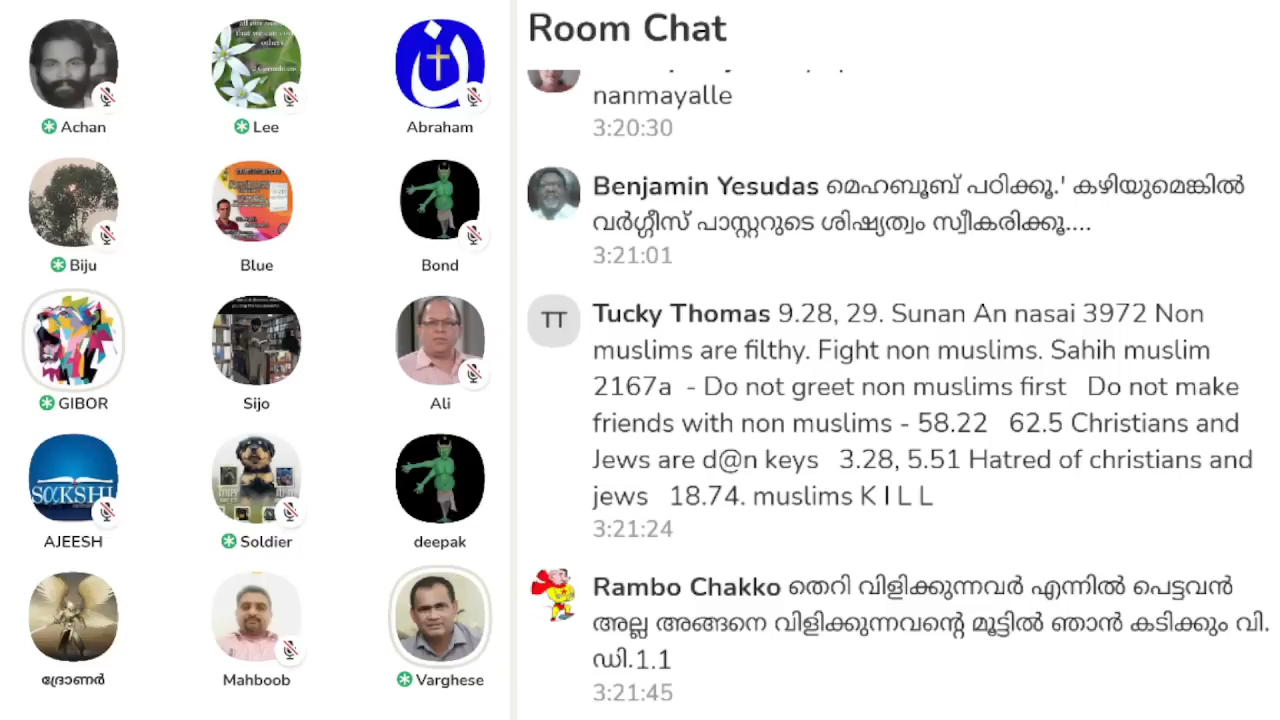 Room Chat
nanmayalle
3:20:30
Benjamin Yesudas മെഹബൂബ് പഠിക്കൂ.' കഴിയുമെങ്കിൽ
വർഗ്ഗീസ് പാസ്റ്ററുടെ ശിഷ്യത്വം സ്വീകരിക്കൂ....
3:21:01
TT
Tucky Thomas 9.28, 29. Sunan An nasai 3972 Non
muslims are filthy. Fight non muslims. Sahih muslim
2167a - Do not greet non muslims first Do not make
friends with non muslims - 58.22 62.5 Christians and
Jews are d@n keys 3.28, 5.51 Hatred of christians and
jews 18.74. muslims K I L L
3:21:24
Rambo Chakko തെറി വിളിക്കുന്നവർ എന്നിൽ പെട്ടവൻ
അല്ല അങ്ങനെ വിളിക്കുന്നവന്റെ മൂട്ടിൽ ഞാൻ കടിക്കും വി.
ഡി.1.1
3:21:45
that we can
others
Achan
Lee
Abraham
Biju
Blue
Bond
GIBOR
Sijo
Ali
SαKSHI
AJEESH
Soldier
deepak
ദ്രോണർ
Mahboob
Varghese